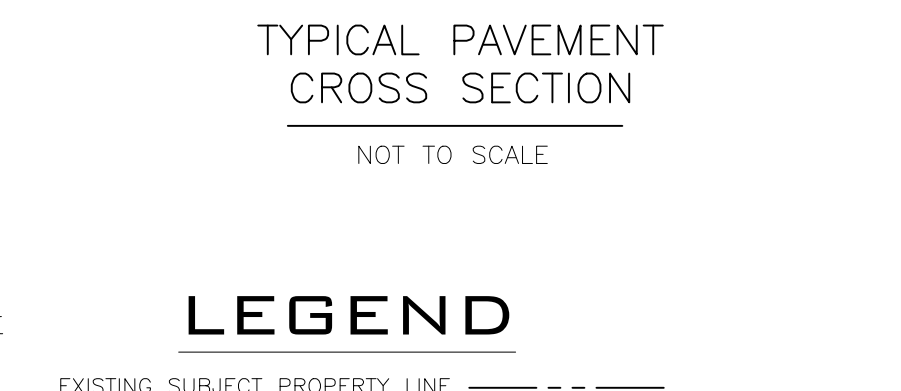 TYPICAL PAVEMENT
CROSS SECTION
NOT TO SCALE
LEGEND
EXISTING SUBJECT PROPERTY LINE